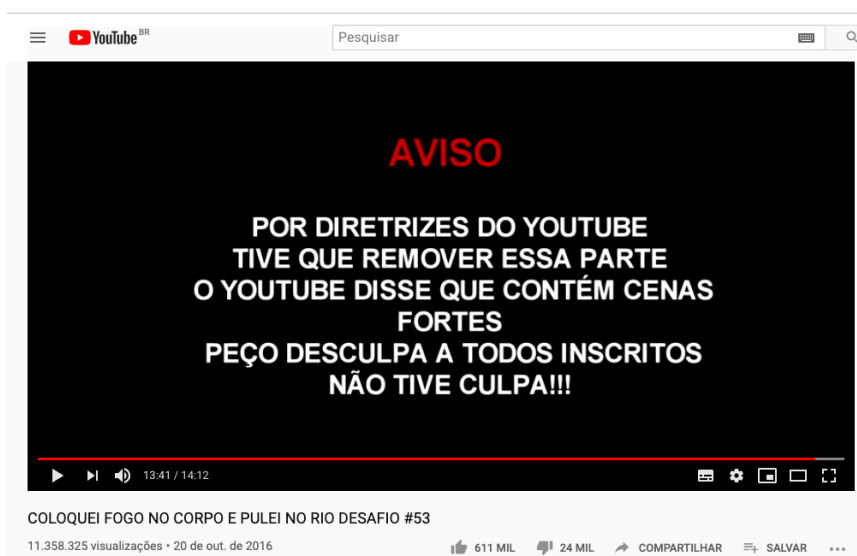 YouTube BR
Pesquisar
AVISO
POR DIRETRIZES DO YOUTUBE
TIVE QUE REMOVER ESSA PARTE
O YOUTUBE DISSE QUE CONTÉM CENAS
FORTES
PEÇO DESCULPA A TODOS INSCRITOS
NÃO TIVE CULPA!!!
13:41 / 14:12
COLOQUEI FOGO NO CORPO E PULEI NO RIO DESAFIO #53
11.358.325 visualizações • 20 de out. de 2016 611 MIL 24 MIL COMPARTILHAR SALVAR